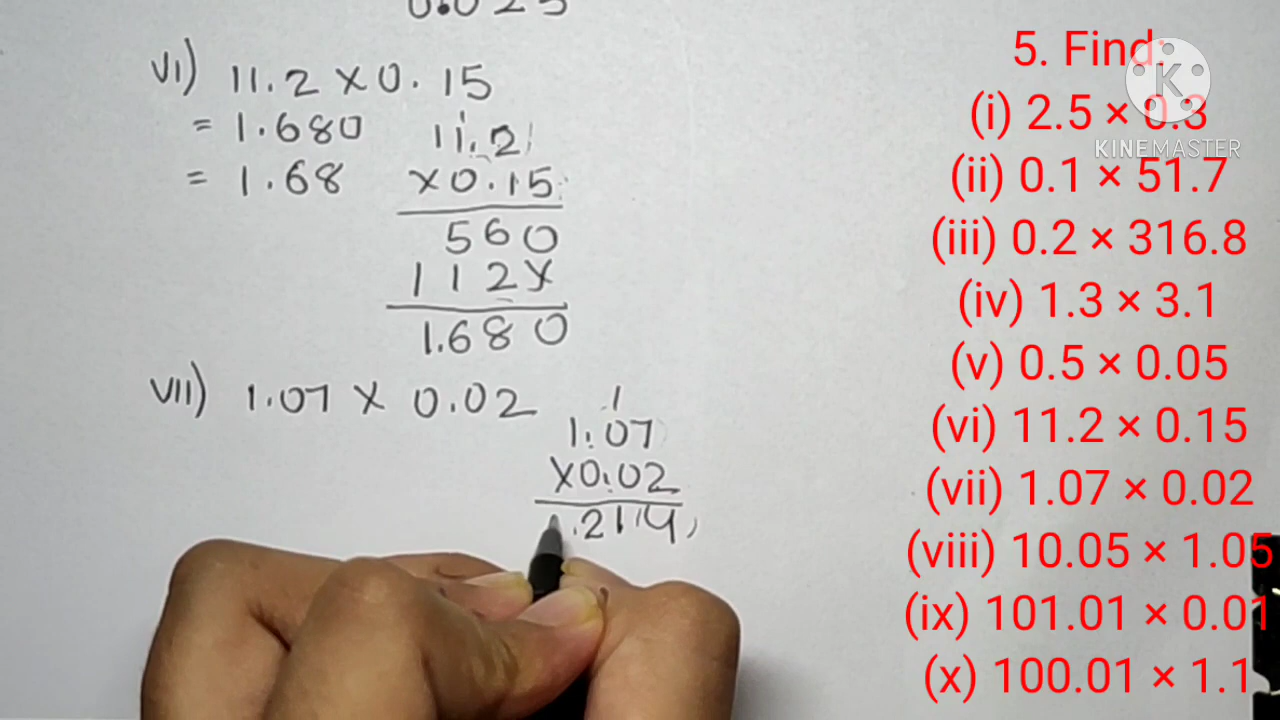 0.025
vi) 11.2 × 0.15
= 1.680
= 1.68
1
11.2
×0.15
560
112×
1.680
vii) 1.07 × 0.02
1
1.07
×0.02
.214
5. Find:
(i) 2.5 × 0.3
KINEMASTER
(ii) 0.1 × 51.7
(iii) 0.2 × 316.8
(iv) 1.3 × 3.1
(v) 0.5 × 0.05
(vi) 11.2 × 0.15
(vii) 1.07 × 0.02
(viii) 10.05 × 1.05
(ix) 101.01 × 0.01
(x) 100.01 × 1.1